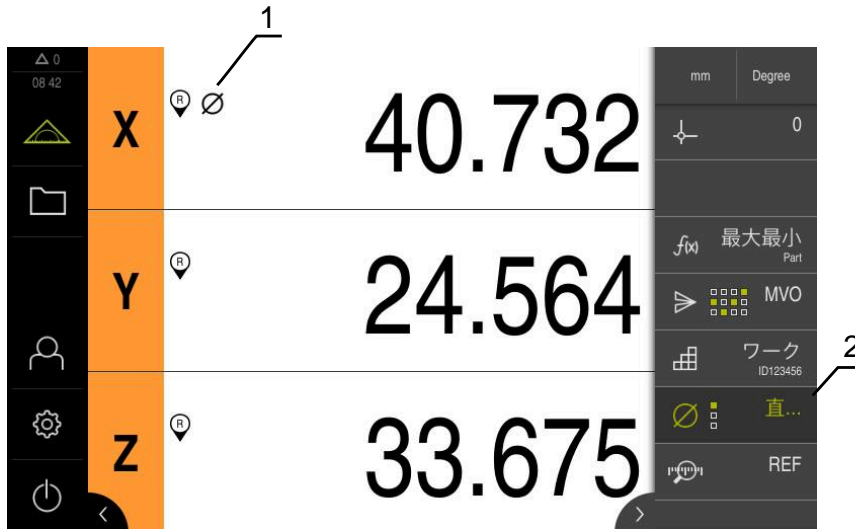 1
0
08 42
X
R
40.732
Y
R
24.564
Z
R
33.675
mm Degree
0
f(x) 最大最小
Part
MVO
ワーク
ID123456
2
直...
REF